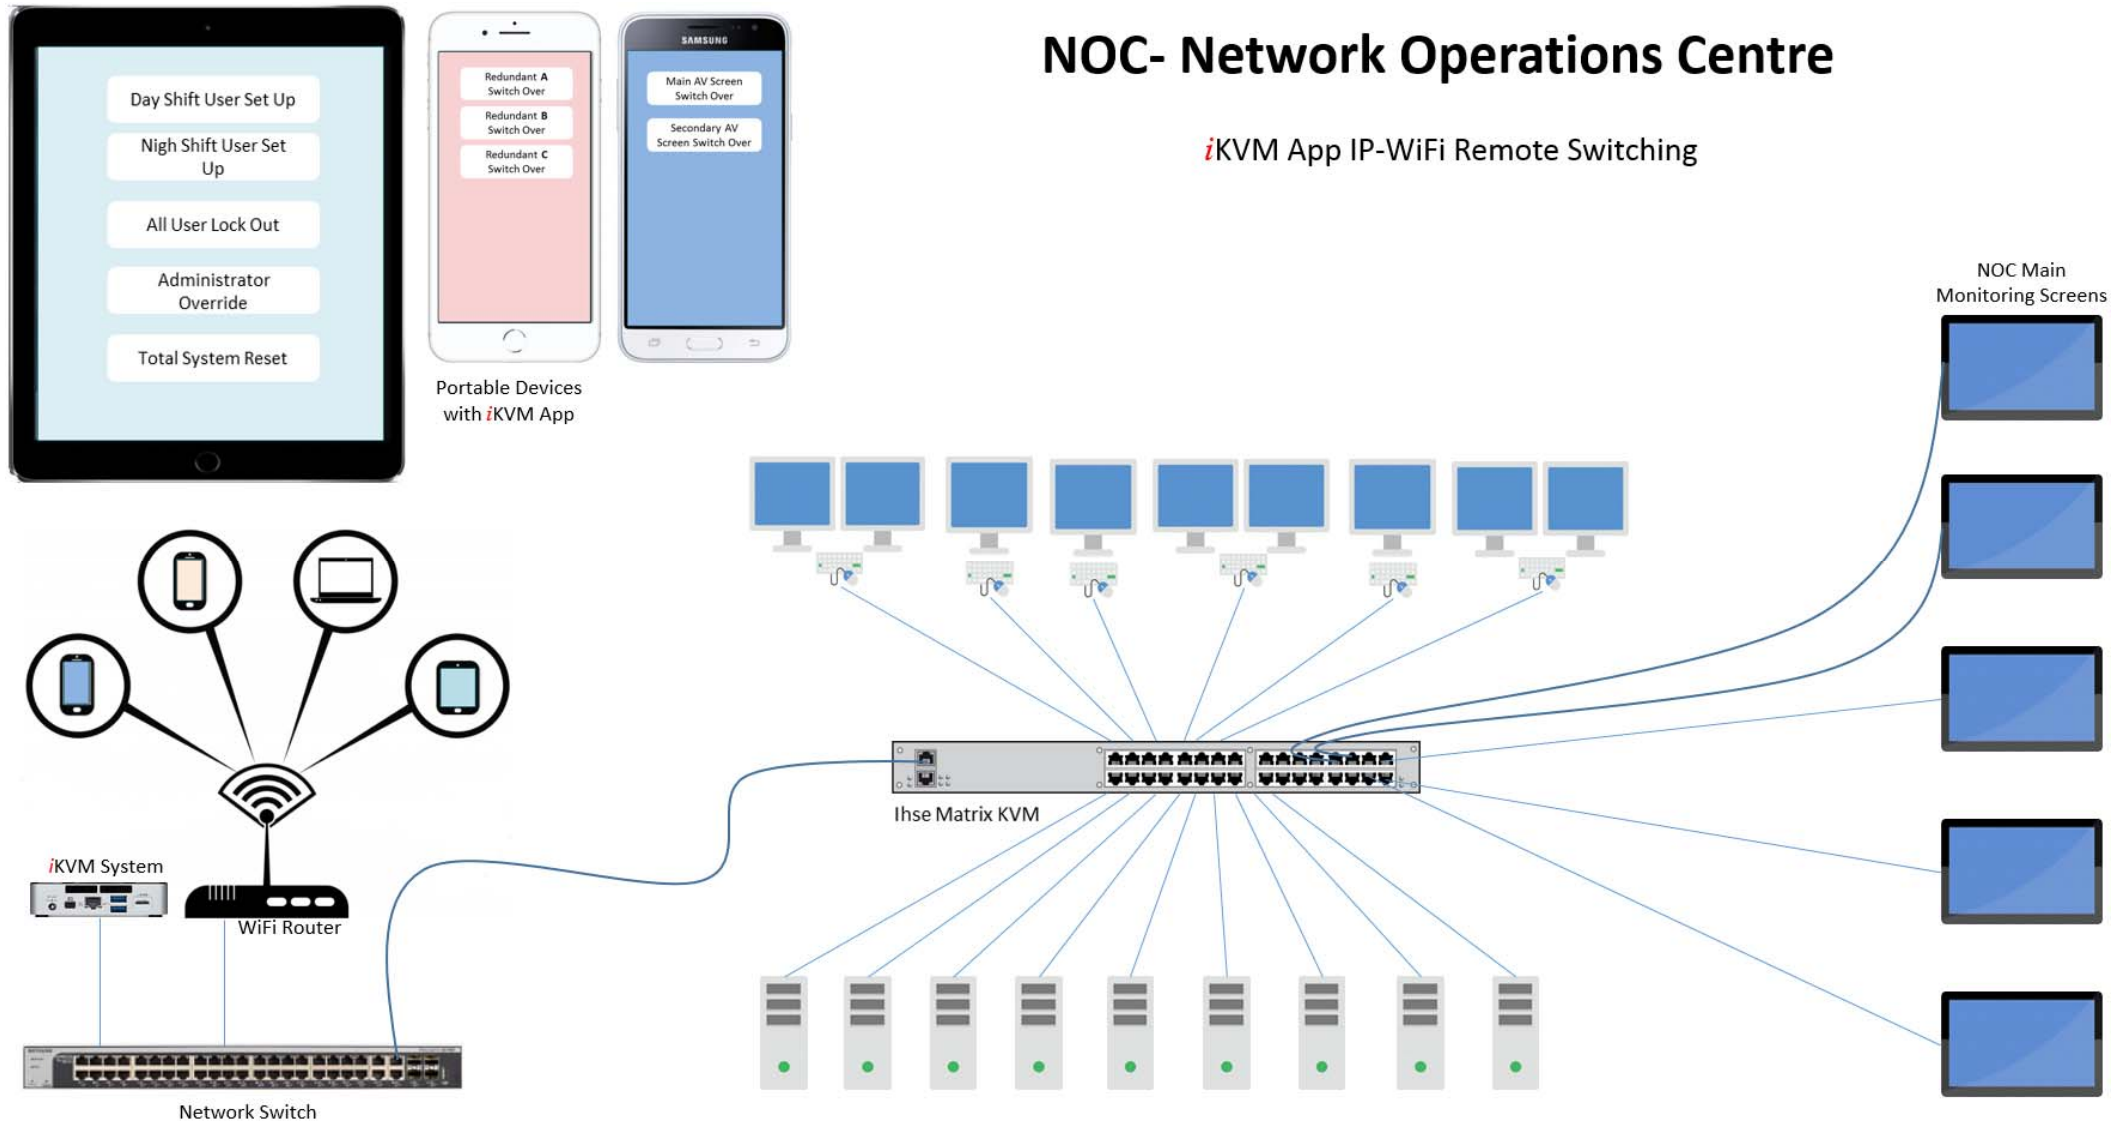 NOC- Network Operations Centre
iKVM App IP-WiFi Remote Switching
Day Shift User Set Up
Nigh Shift User Set
Up
All User Lock Out
Administrator
Override
Total System Reset
Redundant A
Switch Over
Redundant B
Switch Over
Redundant C
Switch Over
SAMSUNG
Main AV Screen
Switch Over
Secondary AV
Screen Switch Over
Portable Devices
with iKVM App
NOC Main
Monitoring Screens
Ihse Matrix KVM
iKVM System
WiFi Router
Network Switch